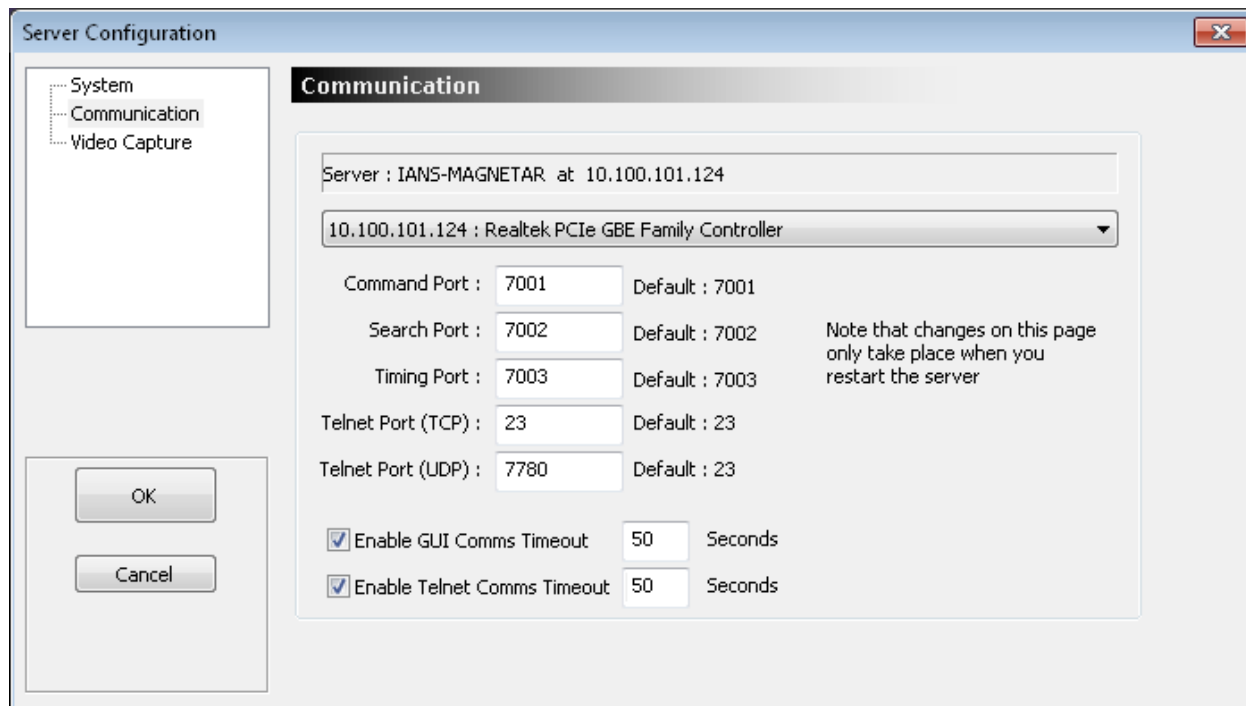 Server Configuration
System
Communication
Video Capture
Communication
Server : IANS-MAGNETAR at 10.100.101.124
10.100.101.124 : Realtek PCIe GBE Family Controller
Command Port : 7001 Default : 7001
Search Port : 7002 Default : 7002
Timing Port : 7003 Default : 7003
Telnet Port (TCP) : 23 Default : 23
Telnet Port (UDP) : 7780 Default : 23
Note that changes on this page
only take place when you
restart the server
Enable GUI Comms Timeout 50 Seconds
Enable Telnet Comms Timeout 50 Seconds
OK
Cancel